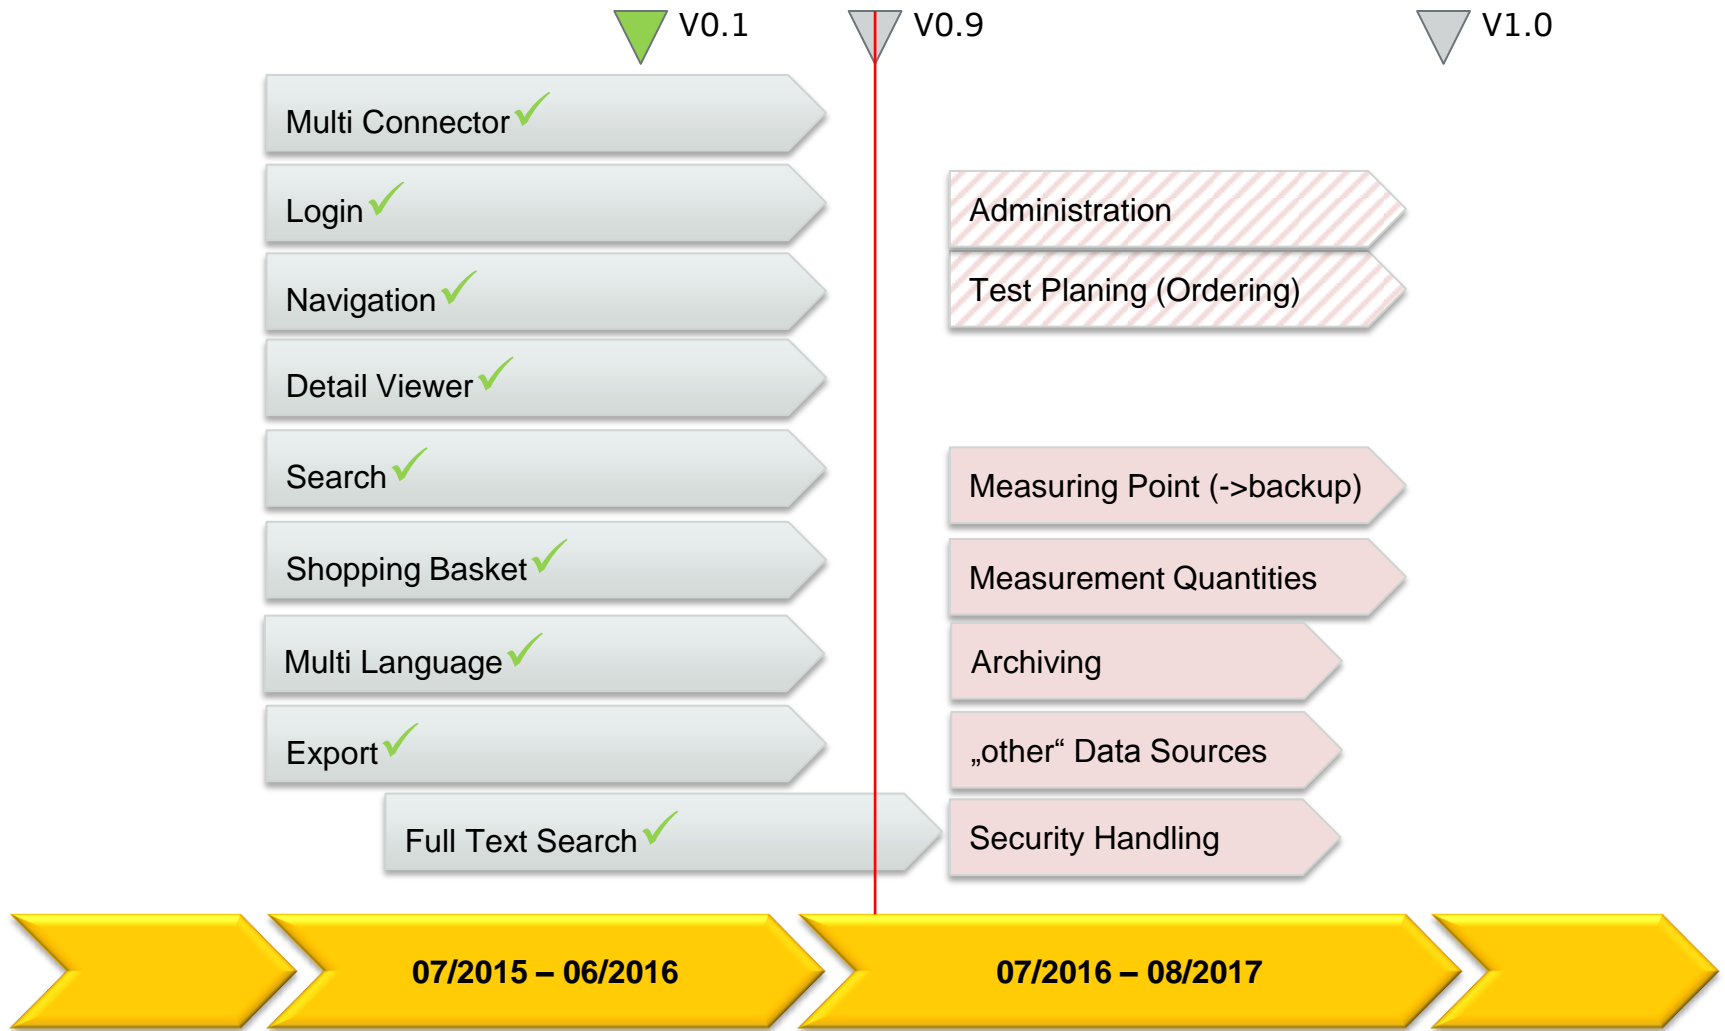 V0.1
V0.9
V1.0
Multi Connector
Login
Administration
Navigation
Test Planing (Ordering)
Detail Viewer
Search
Measuring Point (->backup)
Shopping Basket
Measurement Quantities
Multi Language
Archiving
Export
„other“ Data Sources
Full Text Search
Security Handling
07/2015 – 06/2016
07/2016 – 08/2017